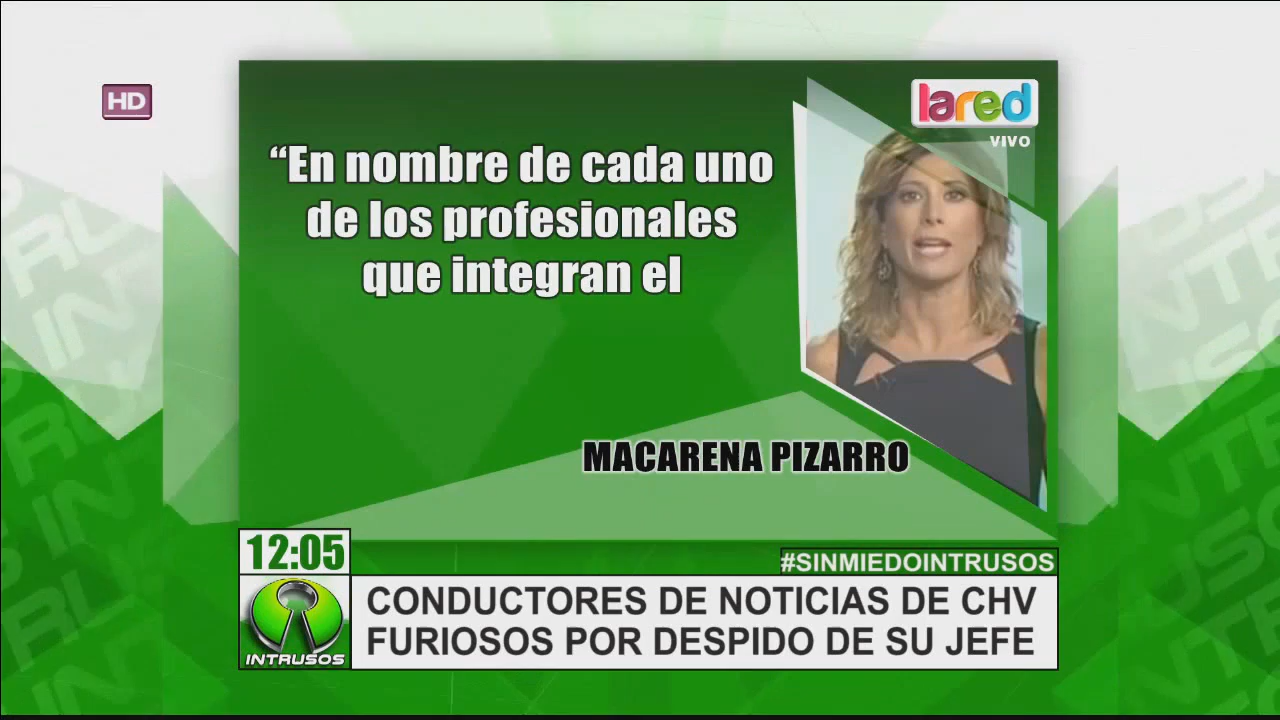 HD
lared
VIVO
“En nombre de cada uno
de los profesionales
que integran el
MACARENA PIZARRO
12:05
#SINMIEDOINTRUSOS
CONDUCTORES DE NOTICIAS DE CHV
FURIOSOS POR DESPIDO DE SU JEFE
INTRUSOS